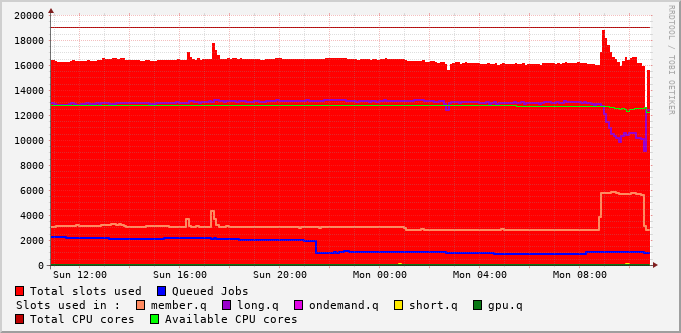 20000
18000
16000
14000
12000
10000
8000
6000
4000
2000
0
Sun 12:00 Sun 16:00 Sun 20:00 Mon 00:00 Mon 04:00 Mon 08:00
RRDTOOL / TOBI OETIKER
Total slots used Queued Jobs
Slots used in : member.q long.q ondemand.q short.q gpu.q
Total CPU cores Available CPU cores